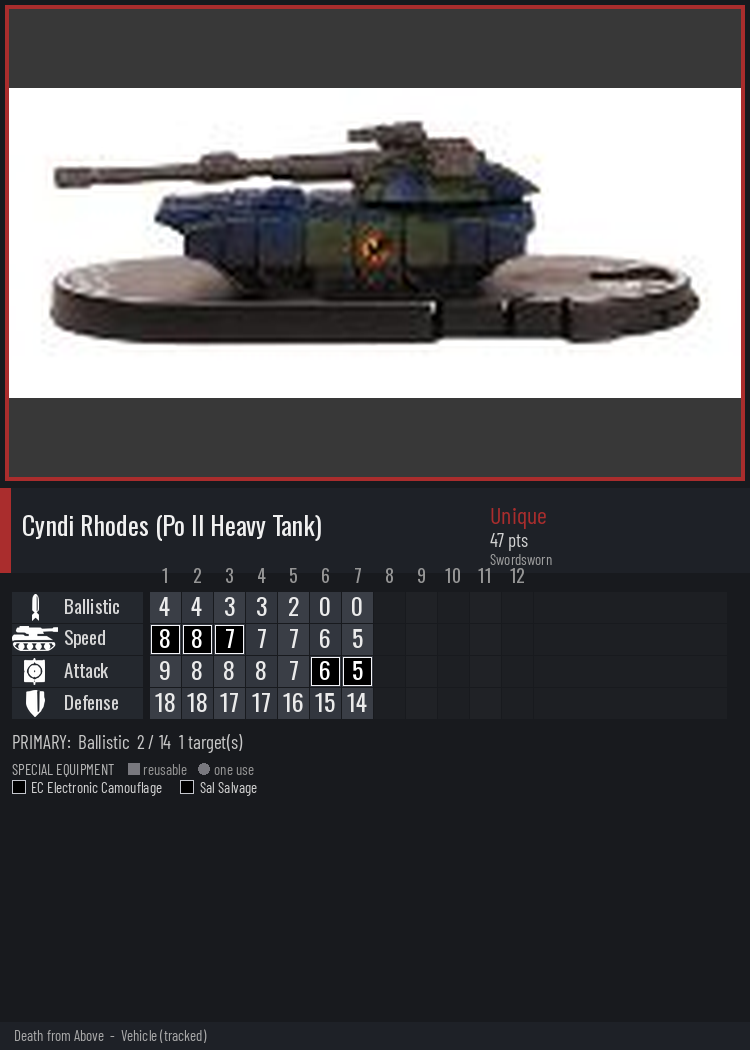 Cyndi Rhodes (Po II Heavy Tank)
Unique
47 pts
Swordsworn
1 2 3 4 5 6 7 8 9 10 11 12
Ballistic 4 4 3 3 2 0 0
Speed 8 8 7 7 7 6 5
Attack 9 8 8 8 7 6 5
Defense 18 18 17 17 16 15 14
PRIMARY: Ballistic 2 / 14 1 target(s)
SPECIAL EQUIPMENT reusable one use
EC Electronic Camouflage Sal Salvage
Death from Above - Vehicle (tracked)